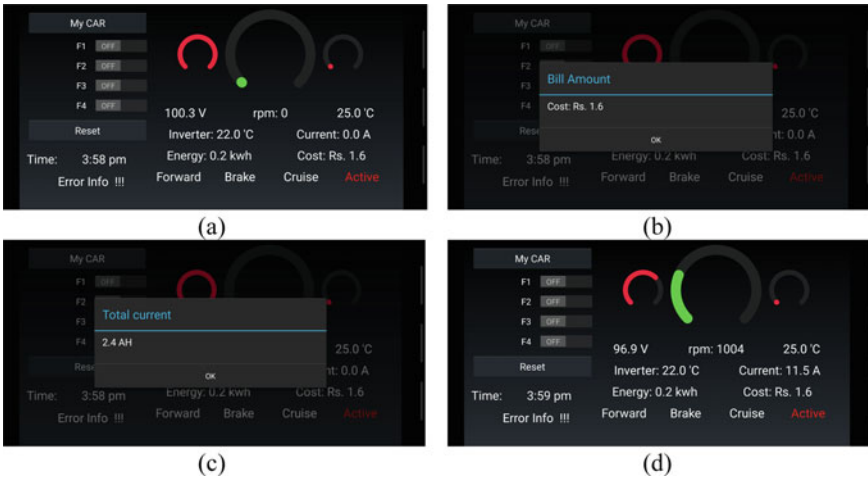 My CAR
F1 OFF
F2 OFF
F3 OFF
F4 OFF
Reset
100.3 V rpm: 0 25.0 'C
Inverter: 22.0 'C Current: 0.0 A
Time: 3:58 pm Energy: 0.2 kwh Cost: Rs. 1.6
Error Info !!! Forward Brake Cruise Active
(a)
My CAR
F1 OFF
F2
F3
F4
Bill Amount
Cost: Rs. 1.6
OK
25.0 'C
nt: 0.0 A
Time: 3:58 pm Energy: 0.2 kwh Cost: Rs. 1.6
Error Info !!! Forward Brake Cruise Active
(b)
My CAR
F1 OFF
F2
F3
F4
Total current
2.4 AH
OK
25.0 'C
nt: 0.0 A
Time: 3:58 pm Energy: 0.2 kwh Cost: Rs. 1.6
Error Info !!! Forward Brake Cruise Active
(c)
My CAR
F1 OFF
F2 OFF
F3 OFF
F4 OFF
Reset
96.9 V rpm: 1004 25.0 'C
Inverter: 22.0 'C Current: 11.5 A
Time: 3:59 pm Energy: 0.2 kwh Cost: Rs. 1.6
Error Info !!! Forward Brake Cruise Active
(d)